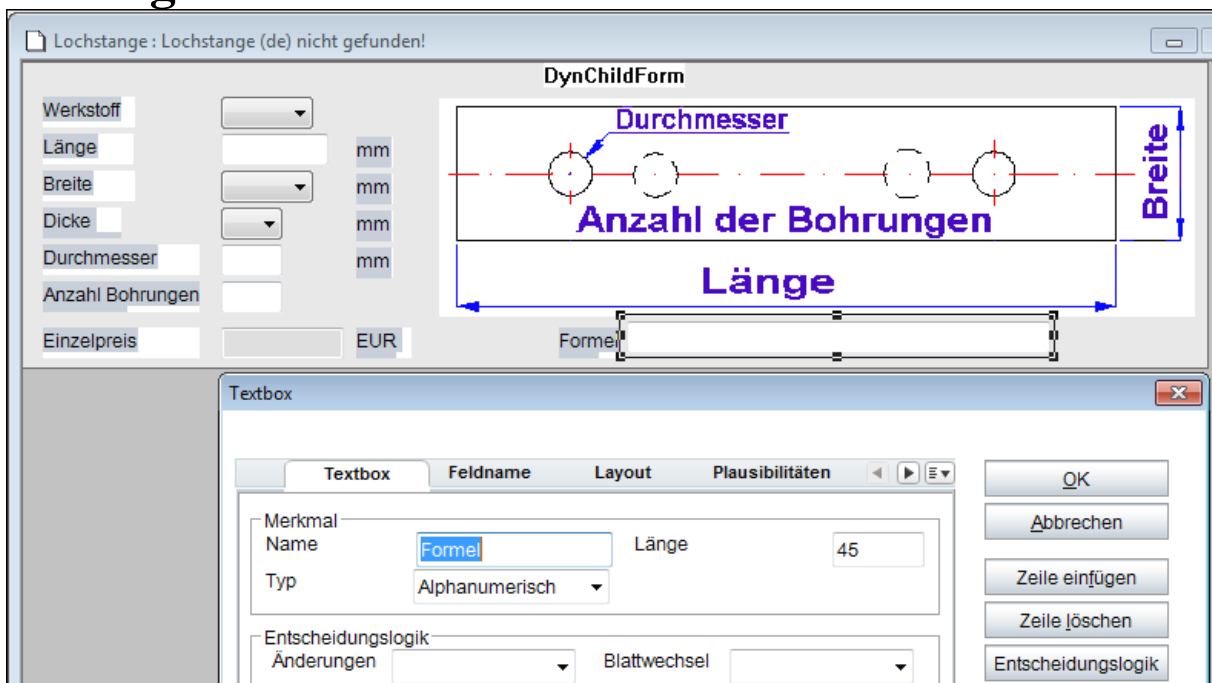 Lochstange : Lochstange (de) nicht gefunden!
DynChildForm
Werkstoff
Länge mm
Breite mm
Dicke mm
Durchmesser mm
Anzahl Bohrungen
Einzelpreis EUR
Durchmesser
Breite
Anzahl der Bohrungen
Länge
Formel
Textbox
Textbox Feldname Layout Plausibilitäten
Merkmal
Name Formel Länge 45
Typ Alphanumerisch
Entscheidungslogik
Änderungen Blattwechsel
OK
Abbrechen
Zeile einfügen
Zeile löschen
Entscheidungslogik